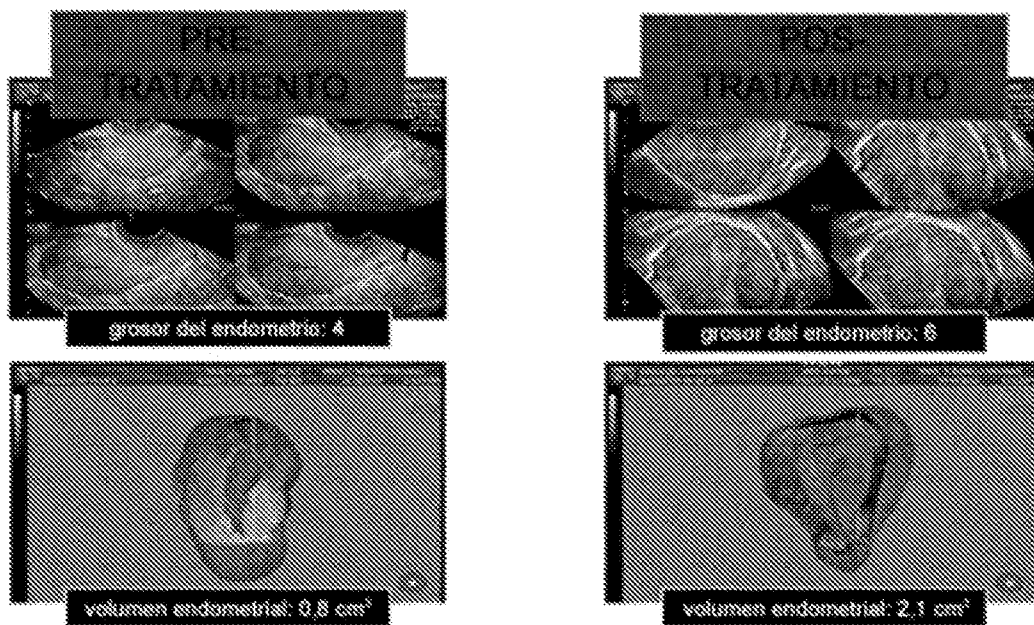 PRE-
TRATAMIENTO
POS-
TRATAMIENTO
grosor del endometrio: 4
grosor del endometrio: 6
volumen endometrial: 0,8 cm³
volumen endometrial: 2,1 cm³